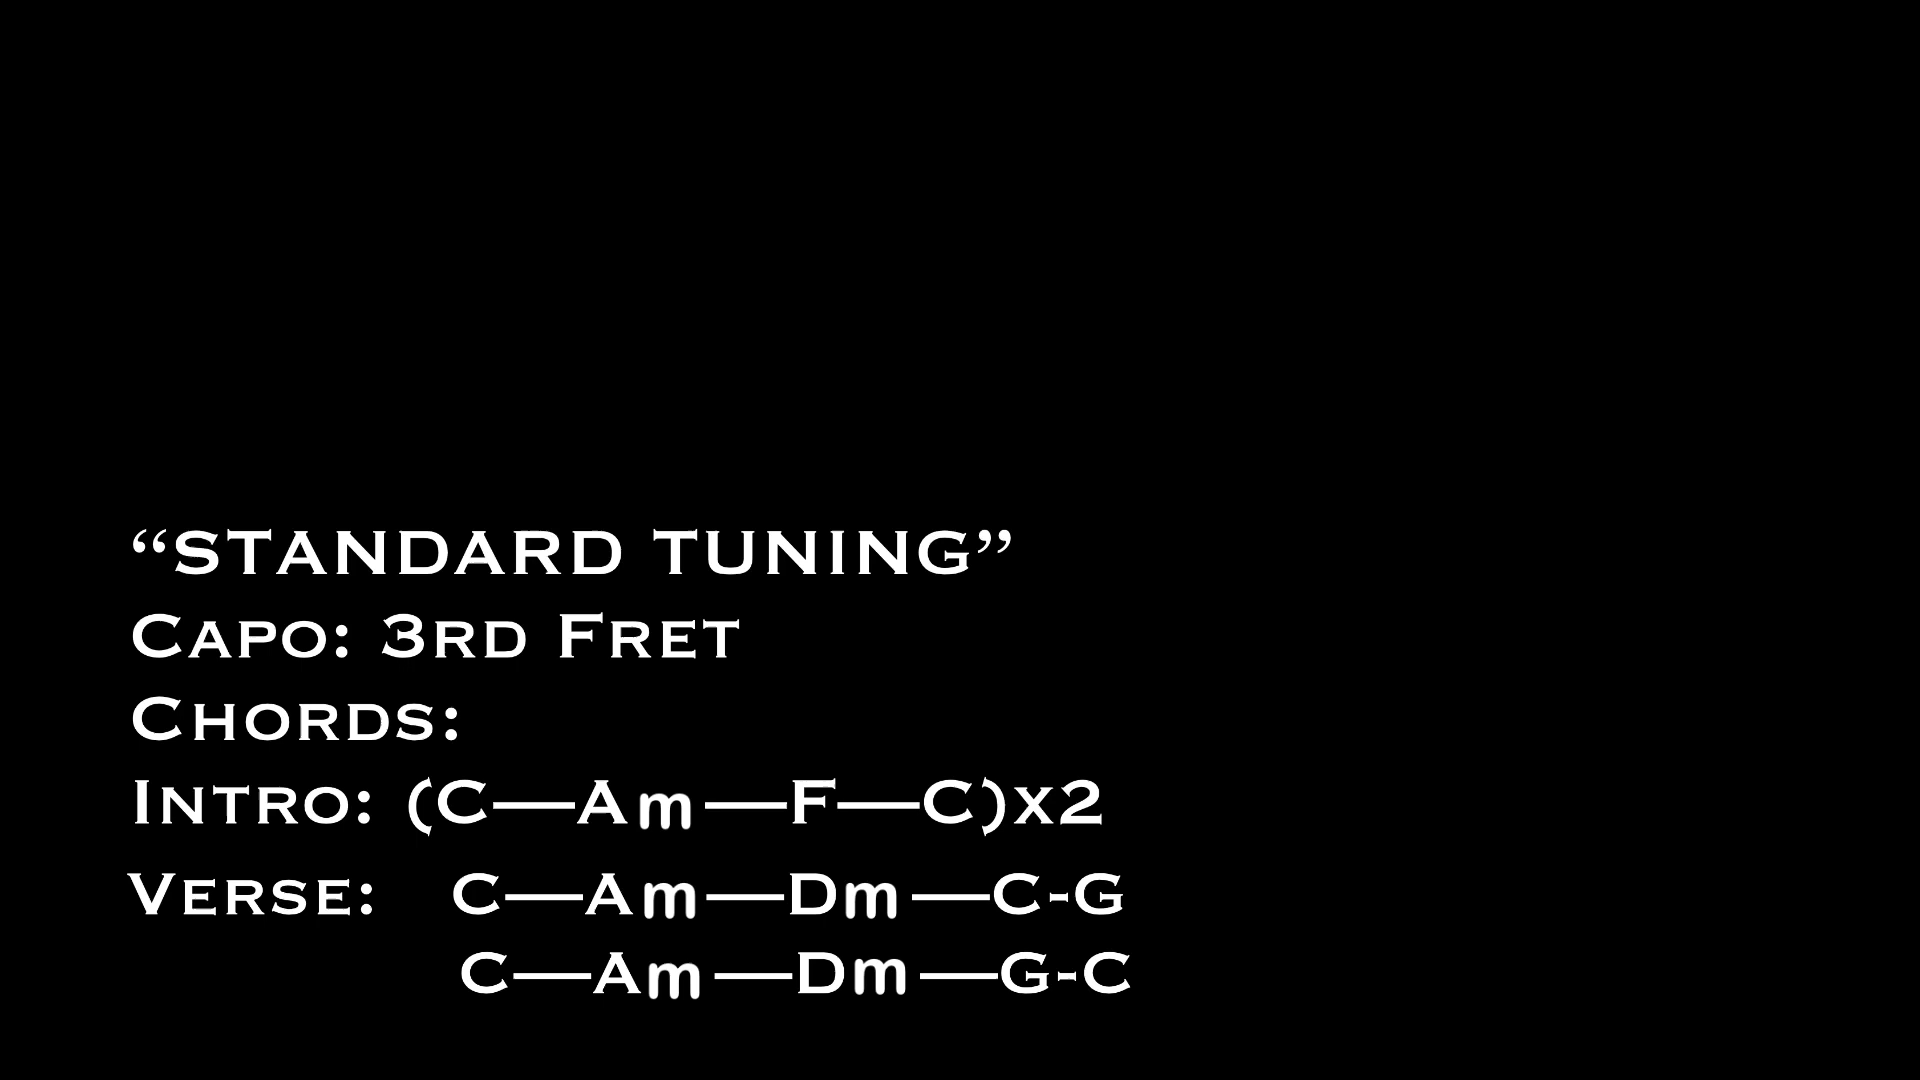 “STANDARD TUNING”
Capo: 3rd Fret
Chords:
Intro: (C—Am—F—C)x2
Verse: C—Am—Dm—C-G
C—Am—Dm—G-C